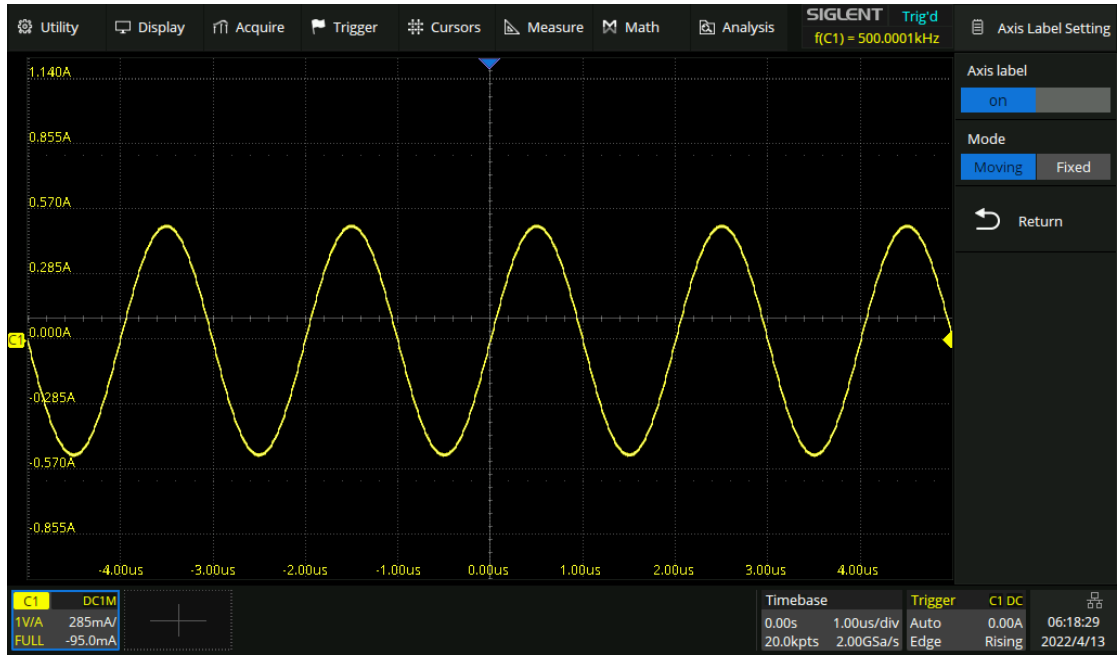 Utility Display Acquire Trigger Cursors Measure Math Analysis
SIGLENT Trig'd
f(C1) = 500.0001kHz
Axis Label Setting
Axis label
on
Mode
Moving Fixed
Return
1.140A
0.855A
0.570A
0.285A
C1 0.000A
-0.285A
-0.570A
-0.855A
-4.00us -3.00us -2.00us -1.00us 0.00us 1.00us 2.00us 3.00us 4.00us
C1 DC1M
1V/A 285mA/
FULL -95.0mA
Timebase
0.00s 1.00us/div
20.0kpts 2.00GSa/s
Trigger C1 DC
Auto 0.00A
Edge Rising
06:18:29
2022/4/13